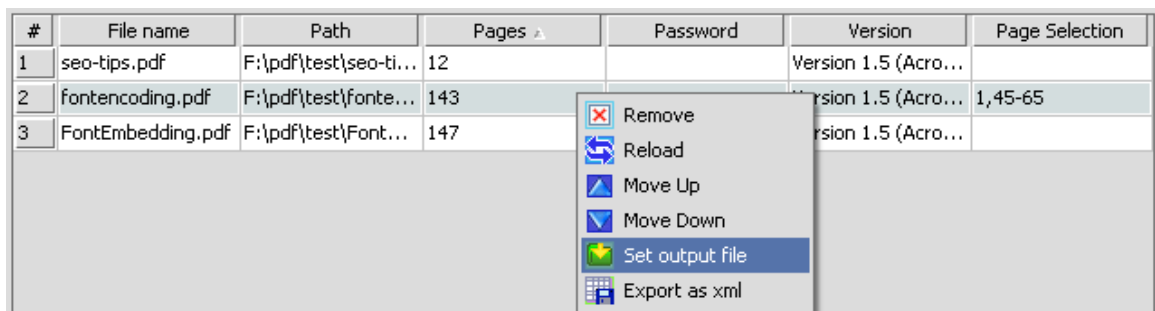 # File name Path Pages Password Version Page Selection
1 seo-tips.pdf F:\pdf\test\seo-ti... 12 Version 1.5 (Acro...
2 fontencoding.pdf F:\pdf\test\fonte... 143 rsion 1.5 (Acro... 1,45-65
Remove
3 FontEmbedding.pdf F:\pdf\test\Font... 147 rsion 1.5 (Acro...
Reload
Move Up
Move Down
Set output file
Export as xml